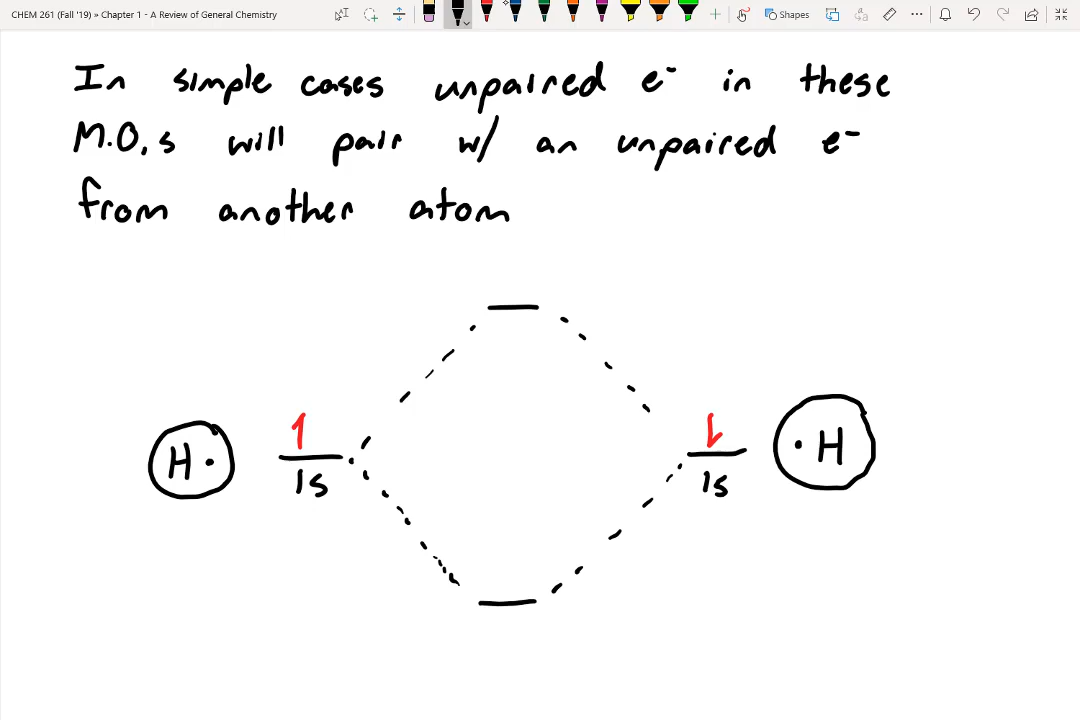 CHEM 261 (Fall '19) » Chapter 1 - A Review of General Chemistry
Shapes
In simple cases unpaired e⁻ in these
M.O.s will pair w/ an unpaired e⁻
from another atom
H· 1s 1s ·H